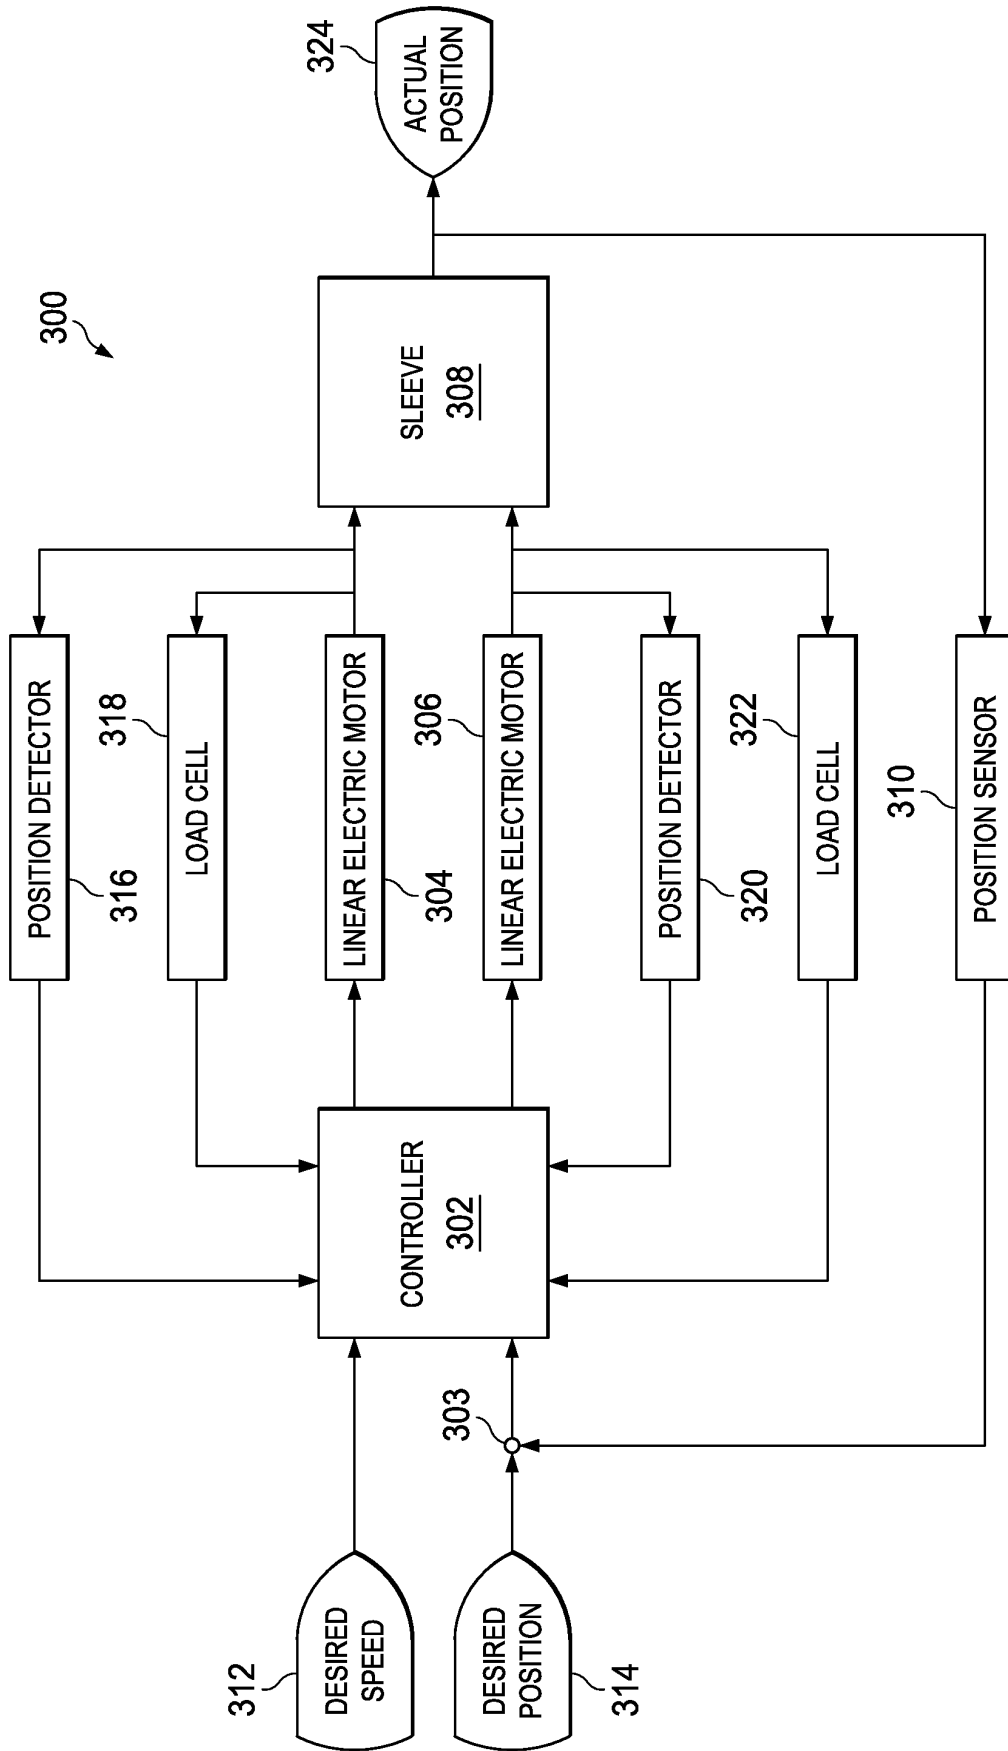 300
POSITION DETECTOR
316
LOAD CELL
318
DESIRED
SPEED
312
CONTROLLER
302
LINEAR ELECTRIC MOTOR
304
SLEEVE
308
ACTUAL
POSITION
324
DESIRED
POSITION
314
303
LINEAR ELECTRIC MOTOR
306
POSITION DETECTOR
320
LOAD CELL
322
POSITION SENSOR
310